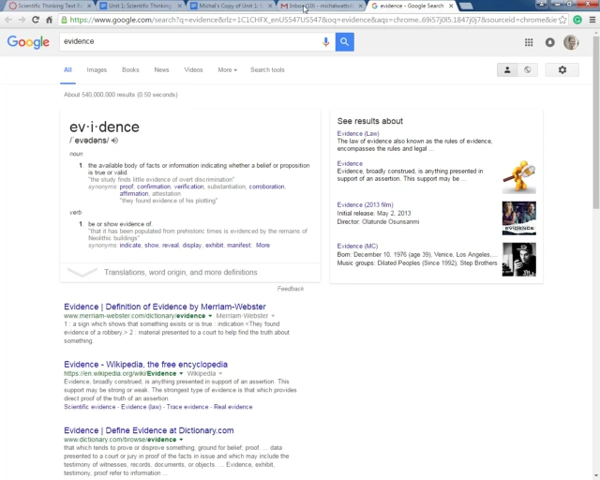 Scientific Thinking Test
Unit 1: Scientific Thinking
Michal's Copy of Unit 1:
evidence - Google Search
https://www.google.com/search?q=evidence&rlz=1C1CHFX_enUS547US547&oq=evidence&aqs=chrome..69i57j0l5.1847j0j7&sourceid=chrome&ie
Google
evidence
All Images Books News Videos More Search tools
About 540,000,000 results (0.50 seconds)
ev·i·dence
/ˈevədəns/
noun
1. the available body of facts or information indicating whether a belief or proposition
is true or valid.
"the study finds little evidence of overt discrimination"
synonyms: proof, confirmation, verification, substantiation, corroboration,
affirmation, attestation
"they found evidence of his plotting"
verb
1. be or show evidence of.
"that it has been populated from prehistoric times is evidenced by the remains of
Neolithic buildings"
synonyms: indicate, show, reveal, display, exhibit, manifest; More
Translations, word origin, and more definitions
Feedback
See results about
Evidence (Law)
The law of evidence also known as the rules of evidence,
encompasses the rules and legal ...
Evidence
Evidence, broadly construed, is anything presented in
support of an assertion. This support may be ...
Evidence (2013 film)
Initial release: May 2, 2013
Director: Olatunde Osunsanmi
EVIDENCE
Evidence (MC)
Born: December 10, 1976 (age 39), Venice, Los Angeles, ...
Music groups: Dilated Peoples (Since 1992), Step Brothers
Evidence | Definition of Evidence by Merriam-Webster
www.merriam-webster.com/dictionary/evidence Merriam-Webster
1 : a sign which shows that something exists or is true : indication <They found
evidence of a robbery.> 2 : material presented to a court to help find the truth about
something.
Evidence - Wikipedia, the free encyclopedia
https://en.wikipedia.org/wiki/Evidence Wikipedia
Evidence, broadly construed, is anything presented in support of an assertion. This
support may be strong or weak. The strongest type of evidence is that which provides
direct proof of the truth of an assertion.
Scientific evidence - Evidence (law) - Trace evidence - Real evidence
Evidence | Define Evidence at Dictionary.com
www.dictionary.com/browse/evidence
that which tends to prove or disprove something; ground for belief; proof. ... data
presented to a court or jury in proof of the facts in issue and which may include the
testimony of witnesses, records, documents, or objects. ... Evidence, exhibit,
testimony, proof refer to information ...